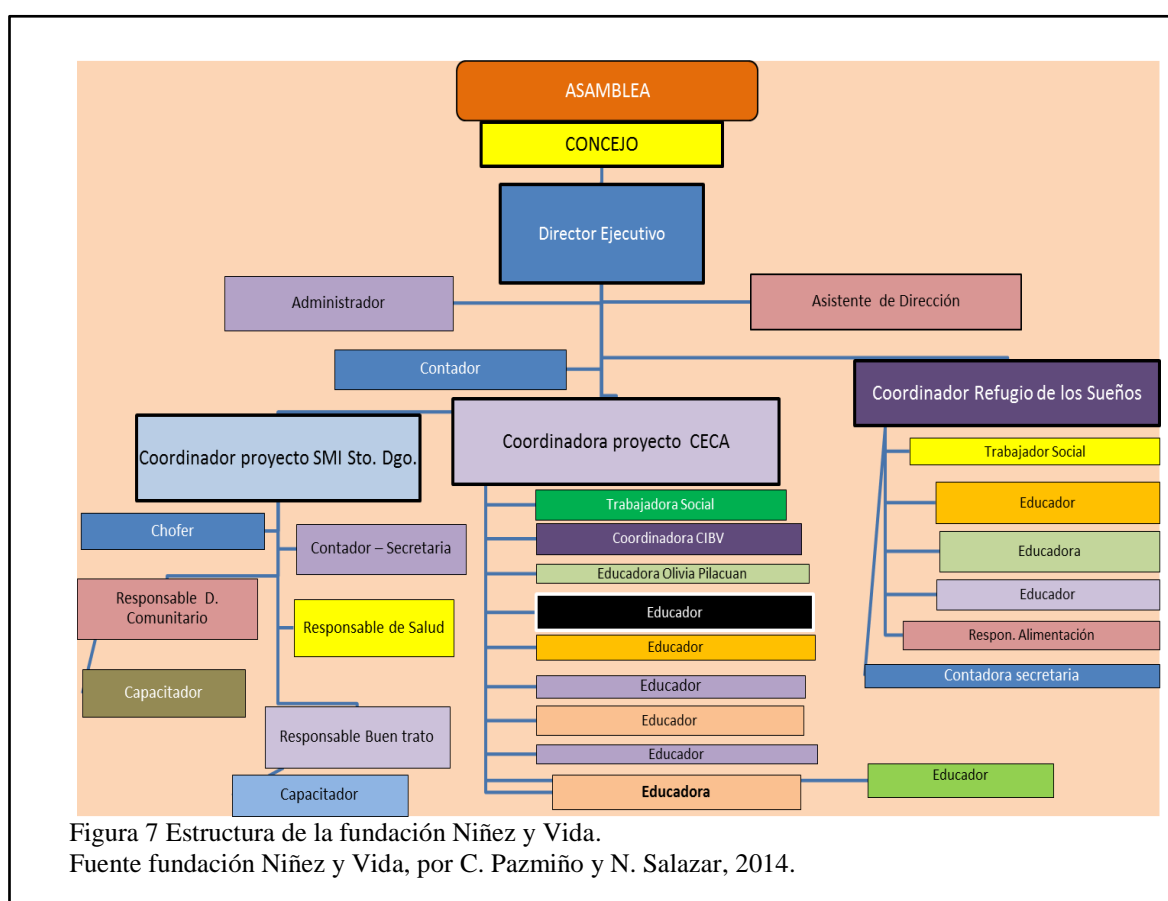 ASAMBLEA
CONCEJO
Director Ejecutivo
Administrador
Asistente de Dirección
Contador
Coordinador Refugio de los Sueños
Coordinador proyecto SMI Sto. Dgo.
Coordinadora proyecto CECA
Chofer
Contador – Secretaria
Responsable D.
Comunitario
Responsable de Salud
Capacitador
Responsable Buen trato
Capacitador
Trabajadora Social
Coordinadora CIBV
Educadora Olivia Pilacuan
Educador
Educador
Educador
Educador
Educador
Educadora
Educador
Trabajador Social
Educador
Educadora
Educador
Respon. Alimentación
Contadora secretaria
Figura 7 Estructura de la fundación Niñez y Vida.
Fuente fundación Niñez y Vida, por C. Pazmiño y N. Salazar, 2014.